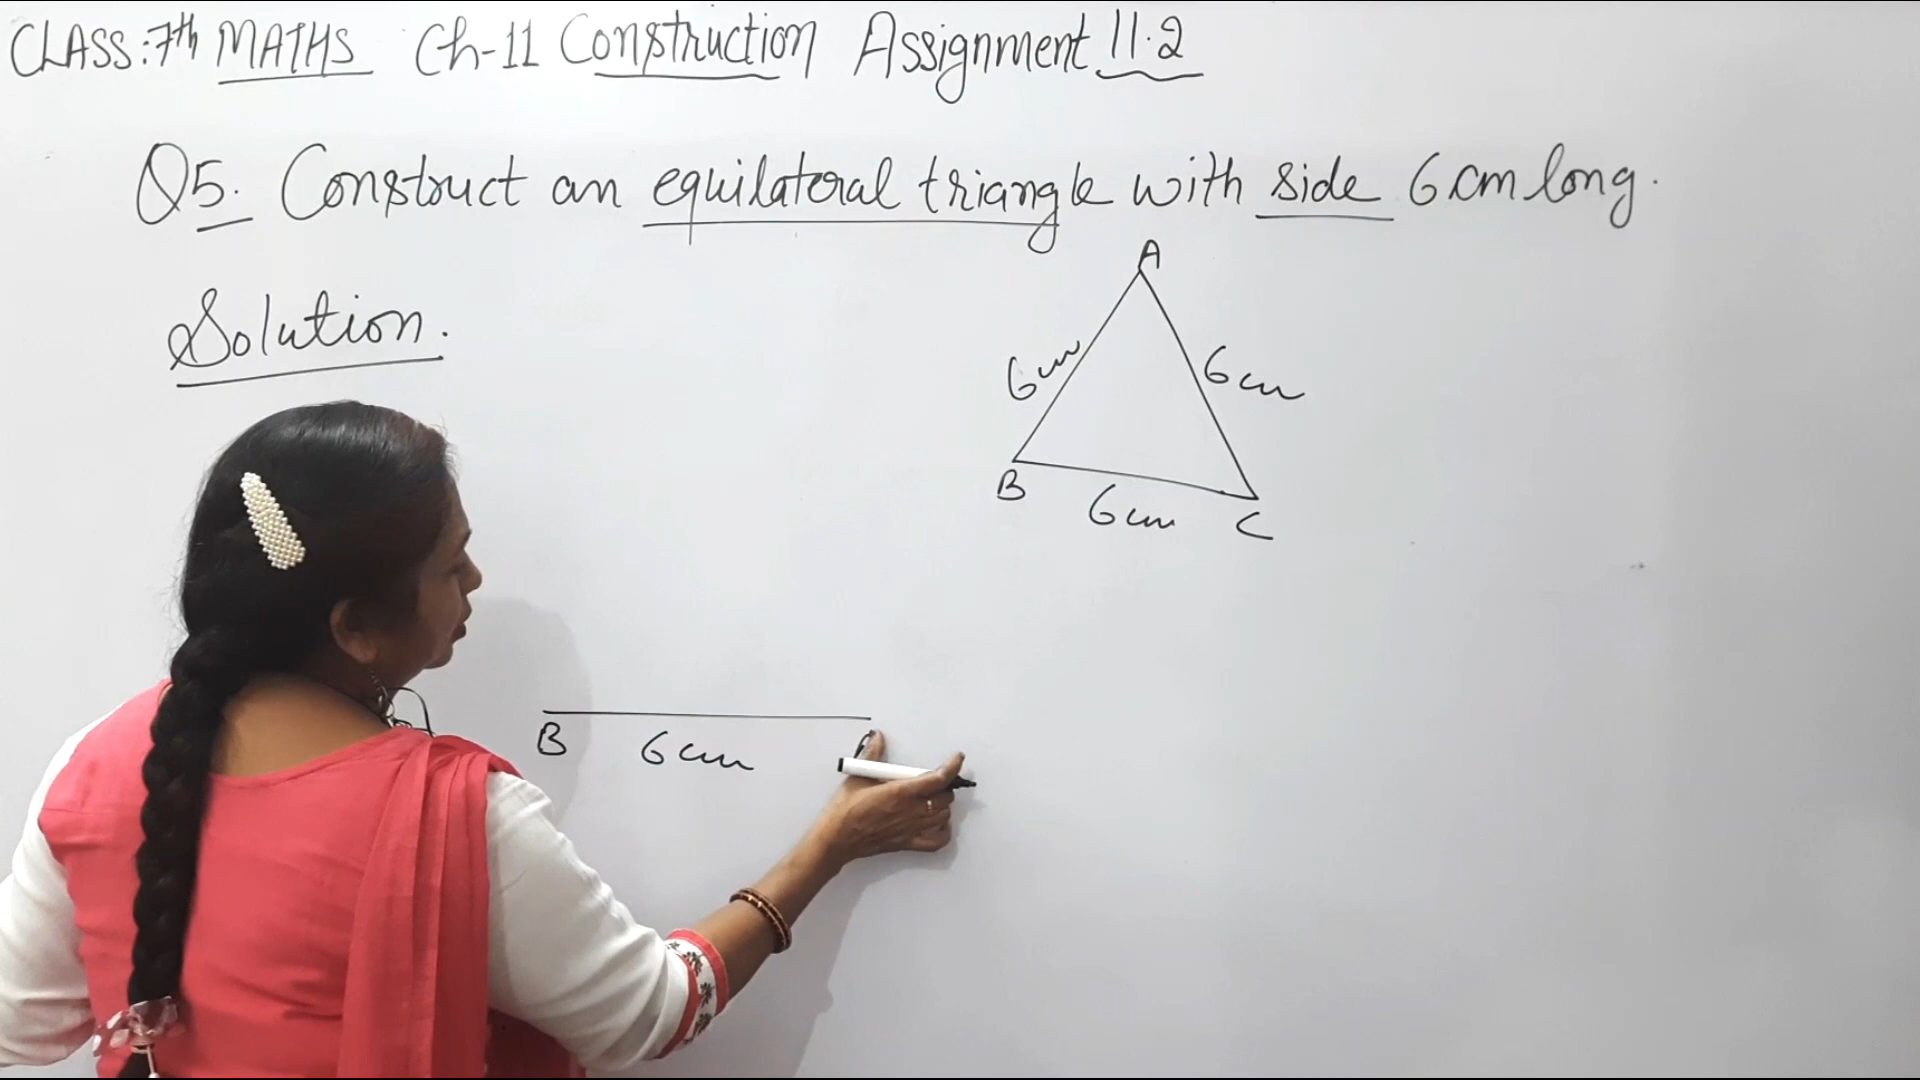 CLASS:7th MATHS Ch-11 Construction Assignment 11.2
Q5. Construct an equilateral triangle with side 6cm long.
Solution.
A
6cm
6cm
B
6cm
C
B
6cm